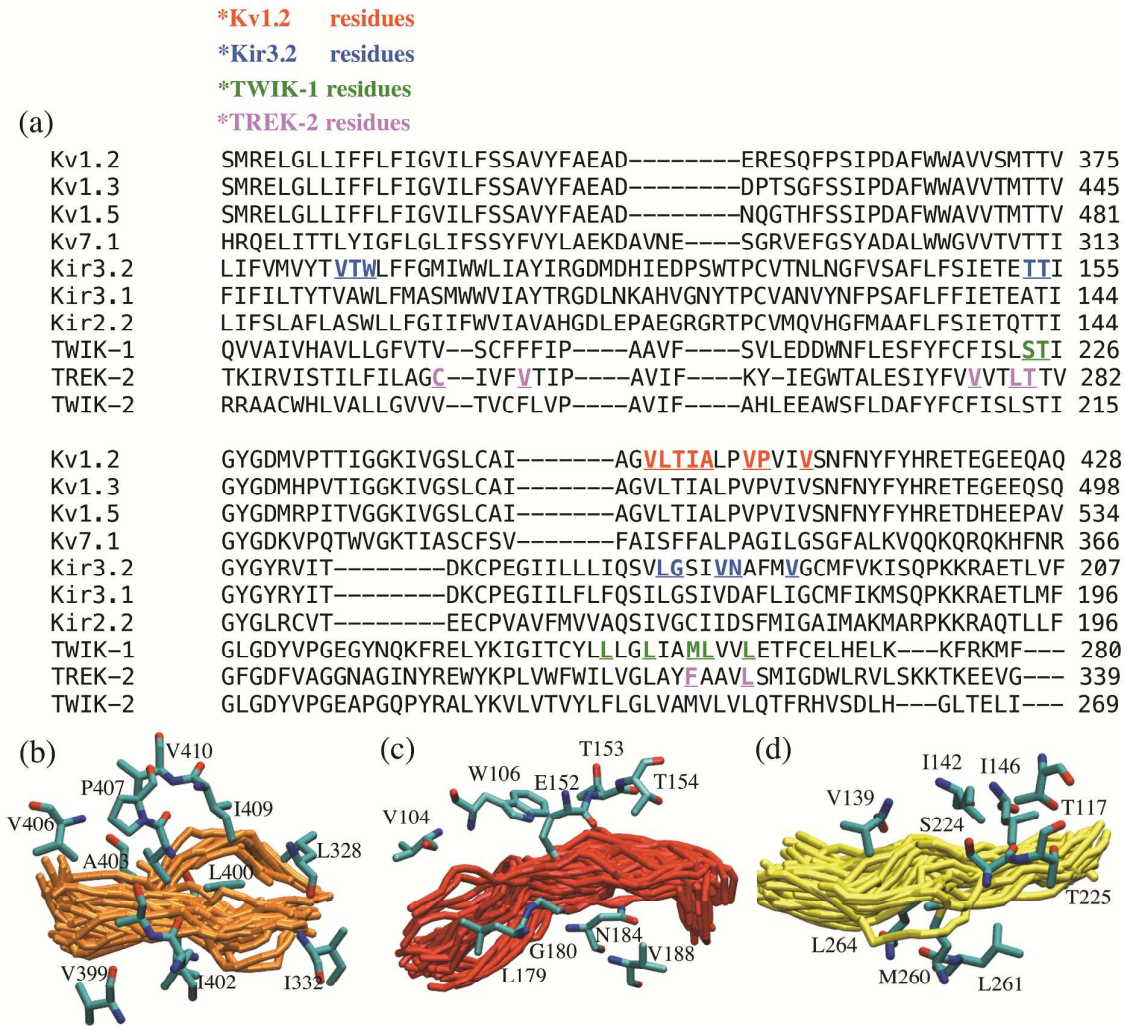 *Kv1.2 residues
*Kir3.2 residues
*TWIK-1 residues
*TREK-2 residues
(a)
Kv1.2 SMRELGLLIFFLFIGVILFSSAVYFAEAD--------ERESQFPSIPDAFWWAVVSMTTV 375
Kv1.3 SMRELGLLIFFLFIGVILFSSAVYFAEAD--------DPTSGFSSIPDAFWWAVVTMTTV 445
Kv1.5 SMRELGLLIFFLFIGVILFSSAVYFAEAD--------NQGTHFSSIPDAFWWAVVTMTTV 481
Kv7.1 HRQELITTLYIGFLGLIFSSYFVYLAEKDAVNE----SGRVEFGSYADALWWGVVTVTTI 313
Kir3.2 LIFVMVYTVTWLFFGMIWWLIAYIRGDMDHIEDPSWTPCVTNLNGFVSAFLFSIETETTI 155
Kir3.1 FIFILTYTVAWLFMASMWWVIAYTRGDLNKAHVGNYTPCVANVYNFPSAFLFFIETEATI 144
Kir2.2 LIFSLAFLASWLLFGIIFWVIAVAHGDLEPAEGRGRTPCVMQVHGFMAAFLFSIETQTTI 144
TWIK-1 QVVAIVHAVLLGFVTV--SCFFFIP----AAVF----SVLEDDWNFLESFYFCFISLSTI 226
TREK-2 TKIRVISTILFILAGC--IVFVTIP----AVIF----KY-IEGWTALESIYFVVVTLTTV 282
TWIK-2 RRAACWHLVALLGVVV--TVCFLVP----AVIF----AHLEEAWSFLDAFYFCFISLSTI 215
Kv1.2 GYGDMVPTTIGGKIVGSLCAI-------AGVLTIALPVPVIVSNFNYFYHRETEGEEQAQ 428
Kv1.3 GYGDMHPVTIGGKIVGSLCAI-------AGVLTIALPVPVIVSNFNYFYHRETEGEEQSQ 498
Kv1.5 GYGDMRPITVGGKIVGSLCAI-------AGVLTIALPVPVIVSNFNYFYHRETDHEEPAV 534
Kv7.1 GYGDKVPQTWVGKTIASCFSV-------FAISFFALPAGILGSGFALKVQQKQRQKHFNR 366
Kir3.2 GYGYRVIT--------DKCPEGIILLLIQSVLGSIVNAFMVGCMFVKISQPKKRAETLVF 207
Kir3.1 GYGYRYIT--------DKCPEGIILFLFQSILGSIVDAFLIGCMFIKMSQPKKRAETLMF 196
Kir2.2 GYGLRCVT--------EECPVAVFMVVAQSIVGCIIDSFMIGAIMAKMARPKKRAQTLLF 196
TWIK-1 GLGDYVPGEGYNQKFRELYKIGITCYLLLGLIAMLVVLETFCELHELK---KFRKMF-- 280
TREK-2 GFGDFVAGGNAGINYREWYKPLVWFWILVGLAYFAAVLSMIGDWLRVLSKKTKEEVG--- 339
TWIK-2 GLGDYVPGEAPGQPYRALYKVLVTVYLFLGLVAMVLVLQTFRHVSDLH---GLTELI--- 269
(b)
V410
P407
I409
V406
A403
L400
L328
V399
I402
I332
(c)
T153
W106
E152
T154
V104
G180
N184
L179
V188
(d)
I142
I146
V139
T117
S224
T225
L264
M260
L261